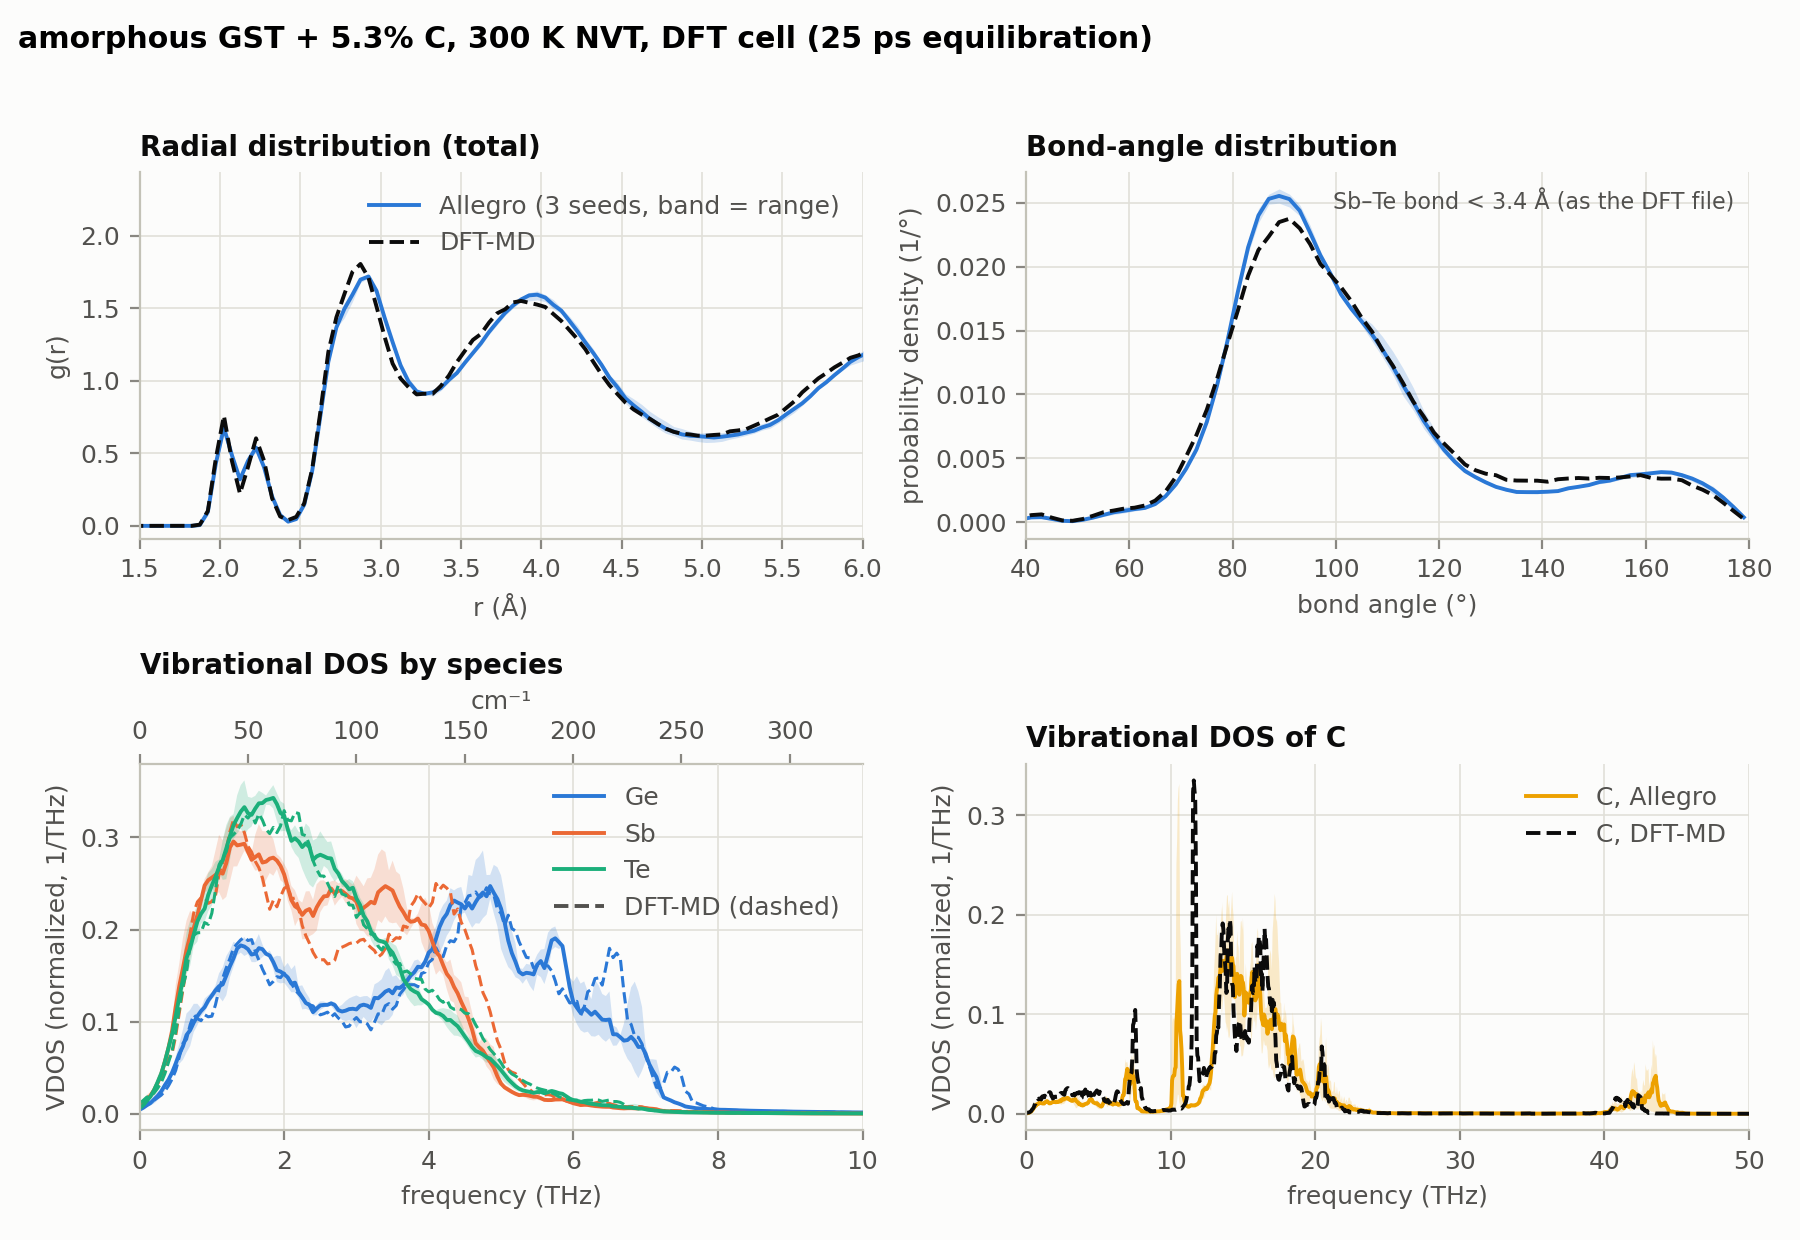 amorphous GST + 5.3% C, 300 K NVT, DFT cell (25 ps equilibration)
Radial distribution (total)
Allegro (3 seeds, band = range)
DFT-MD
g(r)
2.0
1.5
1.0
0.5
0.0
1.5 2.0 2.5 3.0 3.5 4.0 4.5 5.0 5.5 6.0
r (Å)
Bond-angle distribution
Sb–Te bond < 3.4 Å (as the DFT file)
probability density (1/°)
0.025
0.020
0.015
0.010
0.005
0.000
40 60 80 100 120 140 160 180
bond angle (°)
Vibrational DOS by species
cm⁻¹
0 50 100 150 200 250 300
Ge
Sb
Te
DFT-MD (dashed)
VDOS (normalized, 1/THz)
0.3
0.2
0.1
0.0
0 2 4 6 8 10
frequency (THz)
Vibrational DOS of C
C, Allegro
C, DFT-MD
VDOS (normalized, 1/THz)
0.3
0.2
0.1
0.0
0 10 20 30 40 50
frequency (THz)